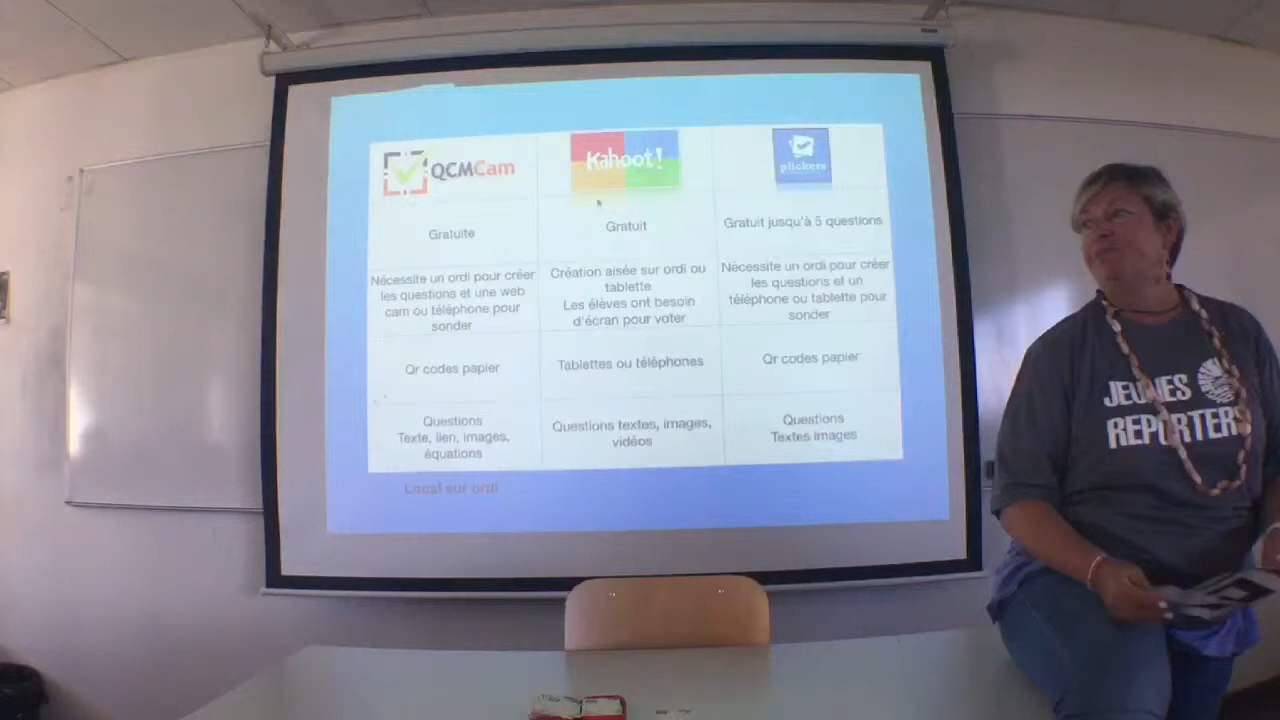 QCMCam
Kahoot!
plickers
Gratuite
Gratuit
Gratuit jusqu'à 5 questions
Nécessite un ordi pour créer
les questions et une web
cam ou téléphone pour
sonder
Création aisée sur ordi ou
tablette
Les élèves ont besoin
d'écran pour voter
Nécessite un ordi pour créer
les questions et un
téléphone ou tablette pour
sonder
Qr codes papier
Tablettes ou téléphones
Qr codes papier
Questions
Texte, lien, images,
équations
Questions textes, images,
vidéos
Questions
Textes images
Local sur ordi
JEUNES
REPORTERS